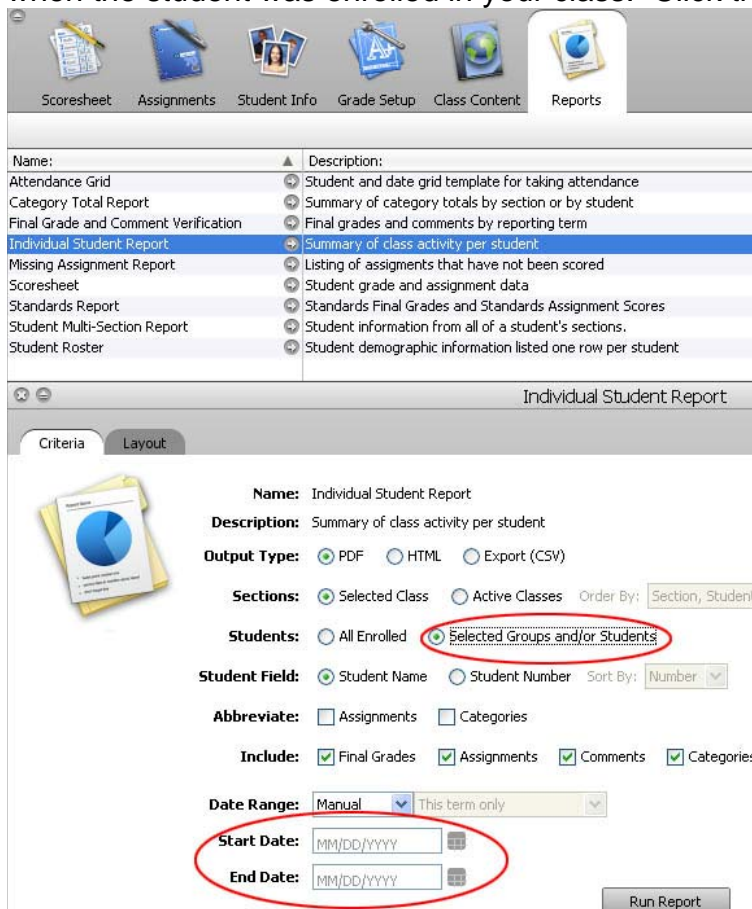 when the student was enrolled in your class. Click t
Scoresheet Assignments Student Info Grade Setup Class Content Reports
Name: Description:
Attendance Grid Student and date grid template for taking attendance
Category Total Report Summary of category totals by section or by student
Final Grade and Comment Verification Final grades and comments by reporting term
Individual Student Report Summary of class activity per student
Missing Assignment Report Listing of assigments that have not been scored
Scoresheet Student grade and assignment data
Standards Report Standards Final Grades and Standards Assignment Scores
Student Multi-Section Report Student information from all of a student's sections.
Student Roster Student demographic information listed one row per student
Individual Student Report
Criteria Layout
Name: Individual Student Report
Description: Summary of class activity per student
Output Type: PDF HTML Export (CSV)
Sections: Selected Class Active Classes Order By: Section, Student
Students: All Enrolled Selected Groups and/or Students
Student Field: Student Name Student Number Sort By: Number
Abbreviate: Assignments Categories
Include: Final Grades Assignments Comments Categories
Date Range: Manual This term only
Start Date: MM/DD/YYYY
End Date: MM/DD/YYYY
Run Report